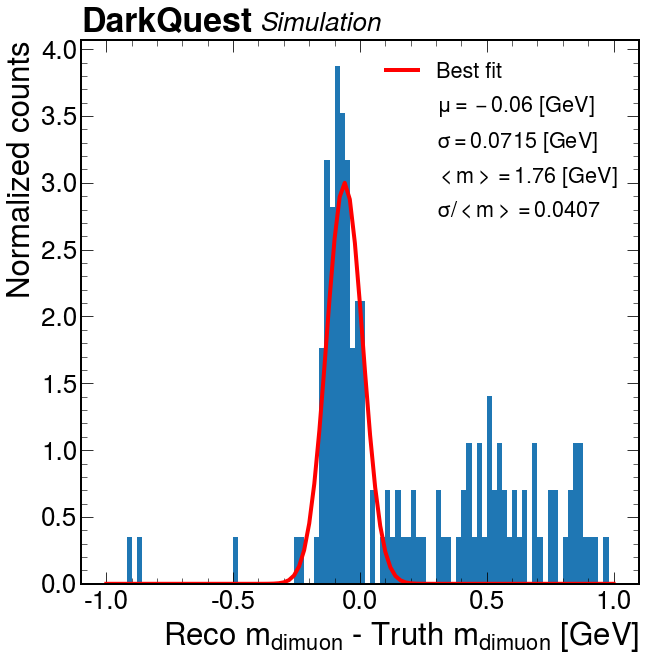 DarkQuest Simulation
Normalized counts
4.0
3.5
3.0
2.5
2.0
1.5
1.0
0.5
0.0
Best fit
μ = − 0.06 [GeV]
σ = 0.0715 [GeV]
< m > = 1.76 [GeV]
σ/ < m > = 0.0407
-1.0 -0.5 0.0 0.5 1.0
Reco m_dimuon - Truth m_dimuon [GeV]